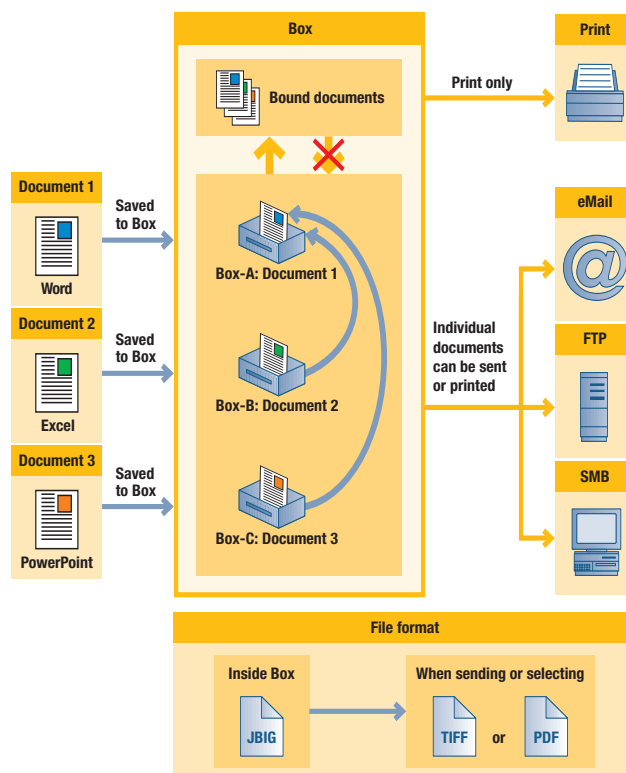 Box
Print
Bound documents
Print only
Document 1
Saved
to Box
Word
Box-A: Document 1
eMail
@
Document 2
Saved
to Box
Excel
Box-B: Document 2
Individual
documents
can be sent
or printed
FTP
Document 3
Saved
to Box
PowerPoint
Box-C: Document 3
SMB
File format
Inside Box
When sending or selecting
JBIG
TIFF or PDF